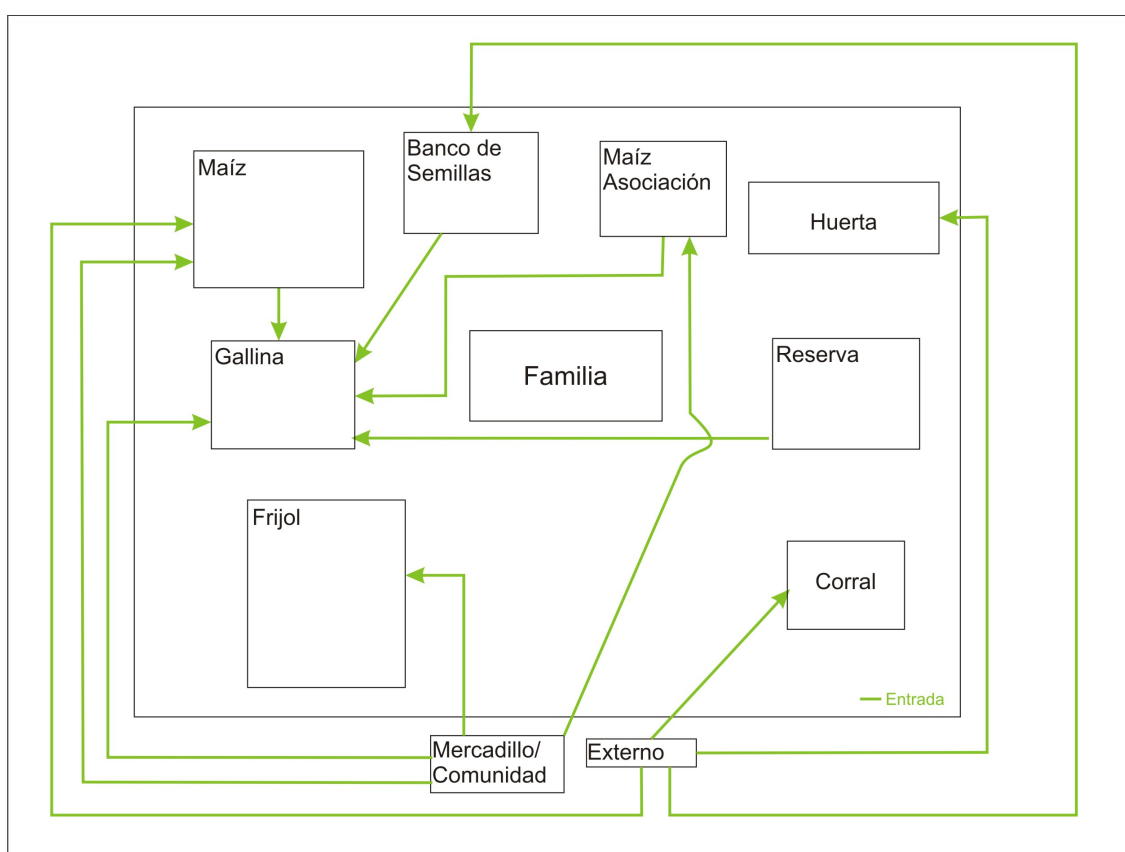 Maíz
Banco de
Semillas
Maíz
Asociación
Huerta
Gallina
Familia
Reserva
Frijol
Corral
Entrada
Mercadillo/
Comunidad
Externo